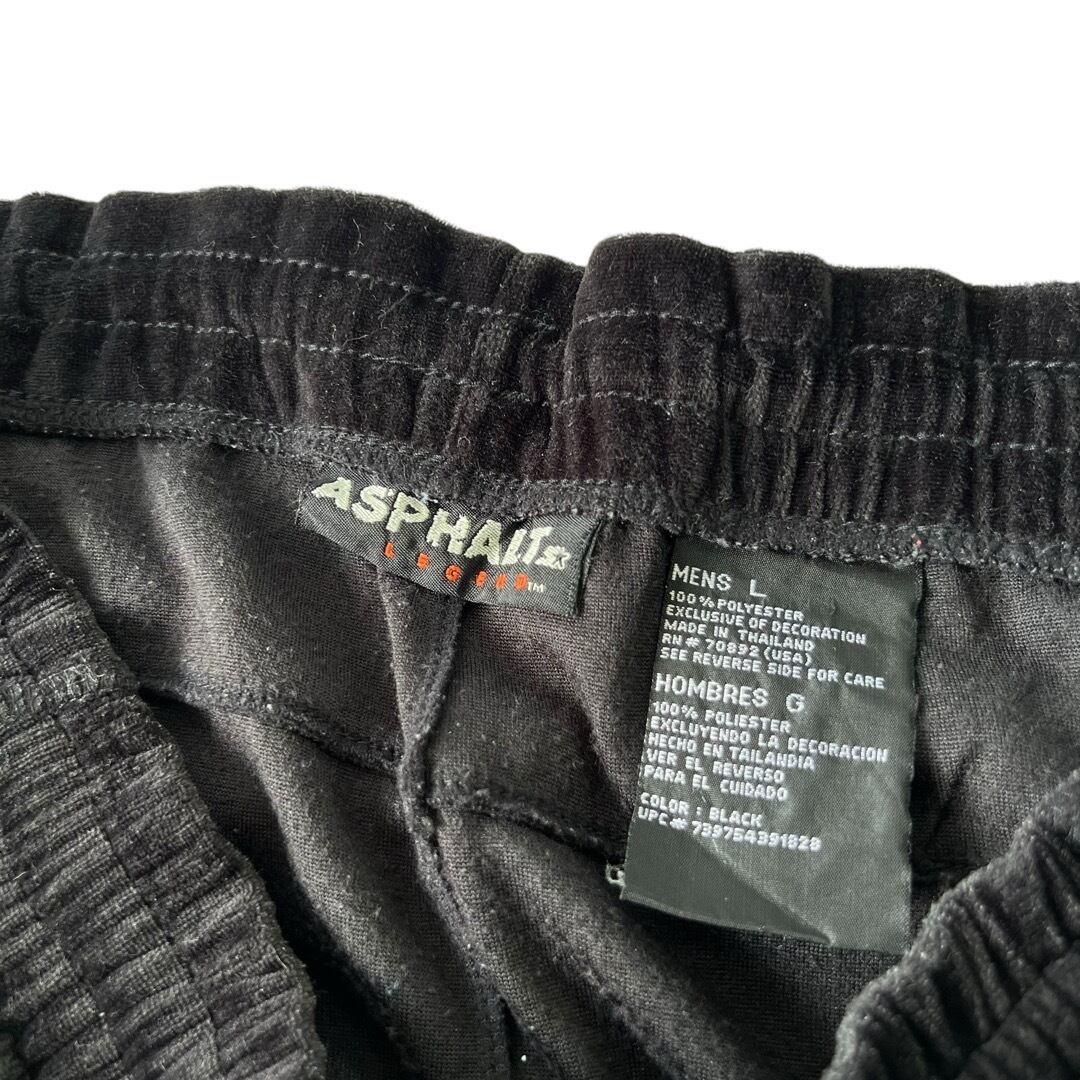 ASPHALT
LEGEND™
MENS L
100% POLYESTER
EXCLUSIVE OF DECORATION
MADE IN THAILAND
RN# 70892 (USA)
SEE REVERSE SIDE FOR CARE
HOMBRES G
100% POLIESTER
EXCLUYENDO LA DECORACION
HECHO EN TAILANDIA
VER EL REVERSO
PARA EL CUIDADO
COLOR : BLACK
UPC# 739754391828